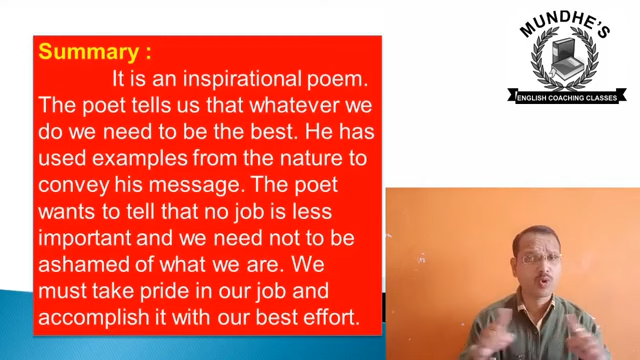 Summary :
It is an inspirational poem.
The poet tells us that whatever we
do we need to be the best. He has
used examples from the nature to
convey his message. The poet
wants to tell that no job is less
important and we need not to be
ashamed of what we are. We
must take pride in our job and
accomplish it with our best effort.
MUNDHE'S
ENGLISH COACHING CLASSES